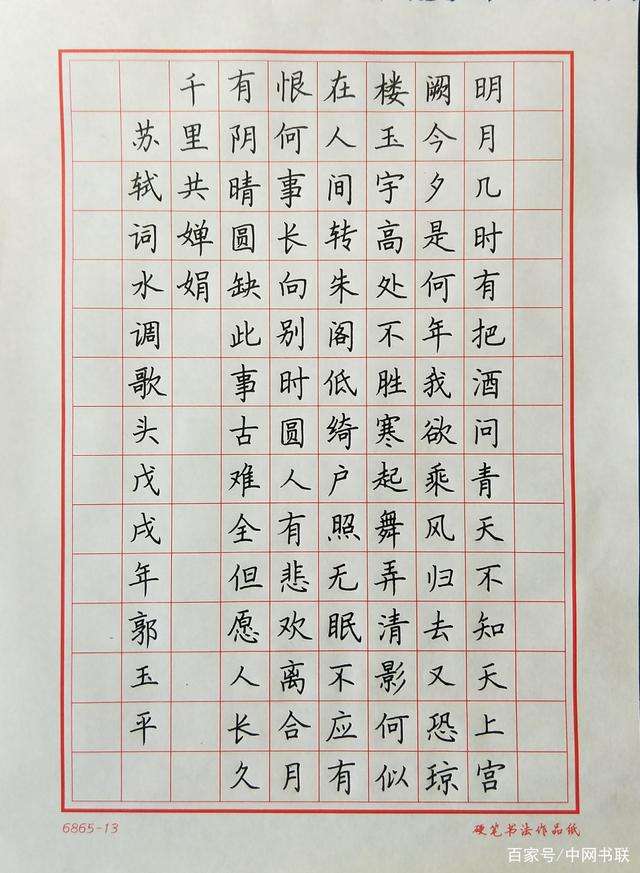 明月几时有把酒问青天不知天上宫
阙今夕是何年我欲乘风归去又恐琼
楼玉宇高处不胜寒起舞弄清影何似
在人间转朱阁低绮户照无眠不应有
恨何事长向别时圆人有悲欢离合月
有阴晴圆缺此事古难全但愿人长久
千里共婵娟
苏轼词水调歌头戊戌年郭玉平
6865-13
硬笔书法作品纸
百家号/中网书联